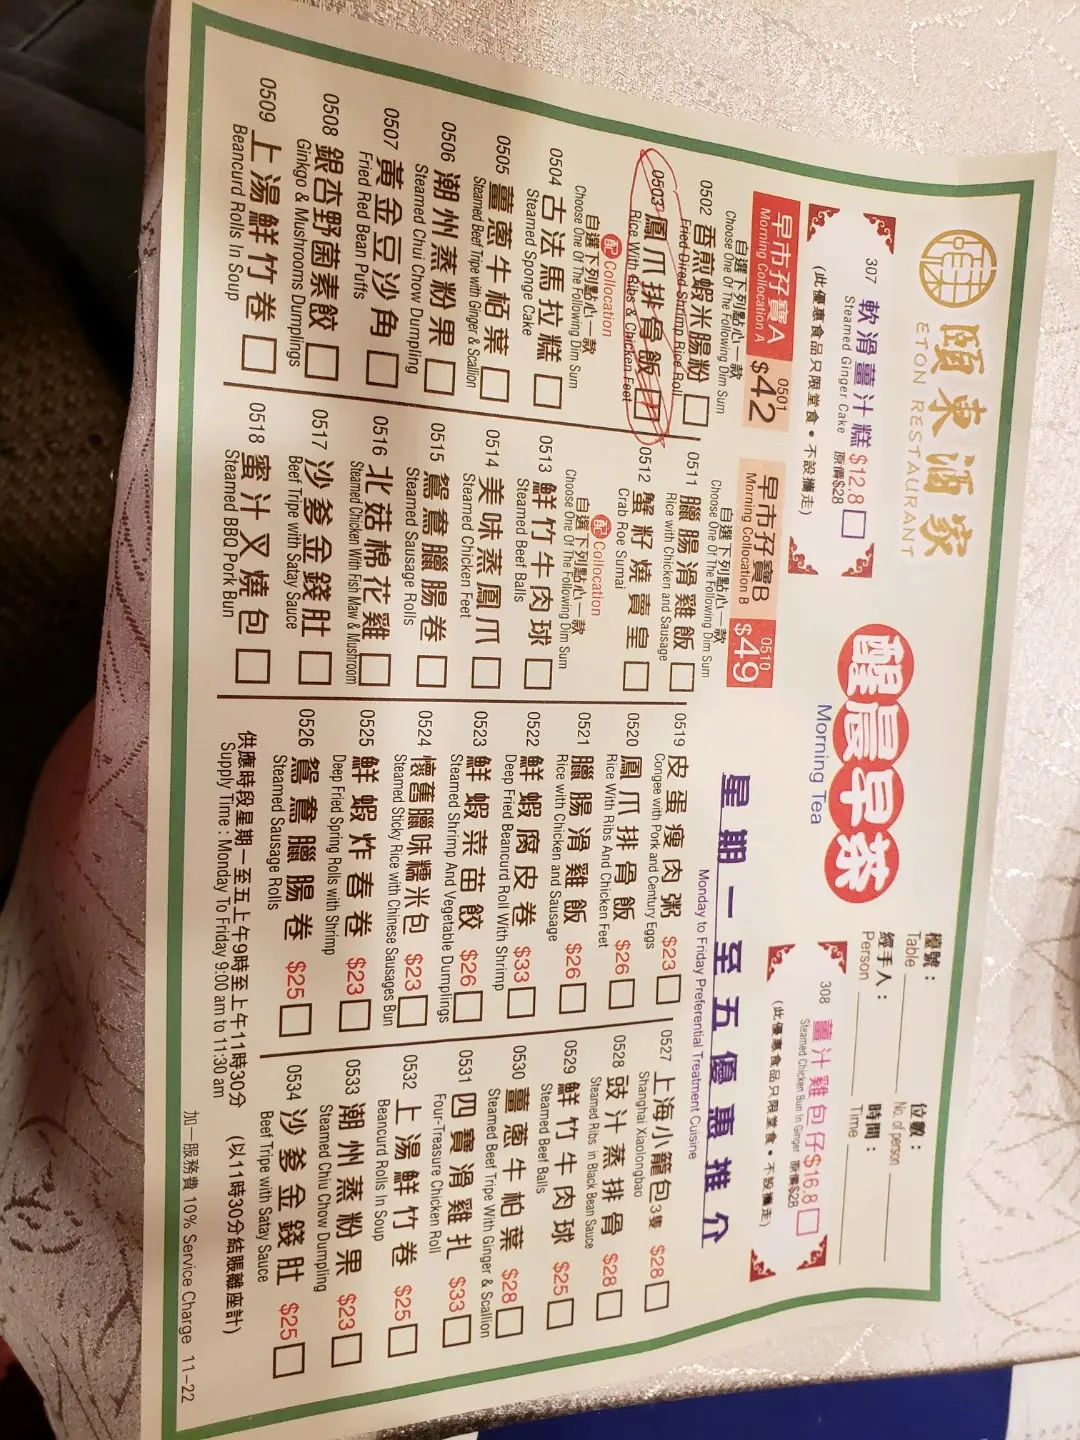 頤東酒家
ETON RESTAURANT
醒晨早茶
Morning Tea
檯號：
Table
位數：
No. of person
經手人：
Person
時間：
Time
307 軟滑薑汁糕 $12.8
Steamed Ginger Cake 原價$28
(此優惠食品只限堂食・不設攤走)
308 薑汁雞包仔 $16.8
Steamed Chicken Bun In Ginger 原價$28
(此優惠食品只限堂食・不設攤走)
早市孖寶A
Morning Collocation A
0501
$42
自選下列點心一款
Choose One Of The Following Dim Sum
0502 香煎蝦米腸粉
Fried Dired Shrimp Rice Roll
0503 鳳爪排骨飯
Rice With Ribs & Chicken Feet
配 Collocation
自選下列點心一款
Choose One Of The Following Dim Sum
0504 古法馬拉糕
Steamed Sponge Cake
0505 薑蔥牛柏葉
Steamed Beef Tripe with Ginger & Scallion
0506 潮州蒸粉果
Steamed Chui Chow Dumpling
0507 黃金豆沙角
Fried Red Bean Puffs
0508 銀杏野菌素餃
Ginkgo & Mushrooms Dumplings
0509 上湯鮮竹卷
Beancurd Rolls In Soup
早市孖寶B
Morning Collocation B
0510
$49
自選下列點心一款
Choose One Of The Following Dim Sum
0511 臘腸滑雞飯
Rice with Chicken and Sausage
0512 蟹籽燒賣皇
Crab Roe Sumai
配 Collocation
自選下列點心一款
Choose One Of The Following Dim Sum
0513 鮮竹牛肉球
Steamed Beef Balls
0514 美味蒸鳳爪
Steamed Chicken Feet
0515 鴛鴦臘腸卷
Steamed Sausage Rolls
0516 北菇棉花雞
Steamed Chicken With Fish Maw & Mushroom
0517 沙爹金錢肚
Beef Tripe with Satay Sauce
0518 蜜汁叉燒包
Steamed BBQ Pork Bun
星期一至五優惠推介
Monday to Friday Preferential Treatment Cuisine
0519 皮蛋瘦肉粥 $23
Congee with Pork and Century Eggs
0520 鳳爪排骨飯 $26
Rice With Ribs And Chicken Feet
0521 臘腸滑雞飯 $26
Rice with Chicken and Sausage
0522 鮮蝦腐皮卷 $33
Deep Fried Beancurd Roll with Shrimp
0523 鮮蝦菜苗餃 $26
Steamed Shrimp And Vegetable Dumplings
0524 懷舊臘味糯米包 $23
Steamed Sticky Rice with Chinese Sausages Bun
0525 鮮蝦炸春卷 $23
Deep Fried Spring Rolls with Shrimp
0526 鴛鴦臘腸卷 $25
Steamed Sausage Rolls
0527 上海小籠包3隻 $28
Shanghai Xiaolongbao
0528 豉汁蒸排骨 $28
Steamed Ribs in Black Bean Sauce
0529 鮮竹牛肉球 $25
Steamed Beef Balls
0530 薑蔥牛柏葉 $28
Steamed Beef Tripe With Ginger & Scallion
0531 四寶滑雞扎 $33
Four-Treasure Chicken Roll
0532 上湯鮮竹卷 $25
Beancurd Rolls In Soup
0533 潮州蒸粉果 $23
Steamed Chiu Chow Dumpling
0534 沙爹金錢肚 $25
Beef Tripe with Satay Sauce
供應時段星期一至五上午9時至上午11時30分 (以11時30分結賬離座計)
Supply Time : Monday To Friday 9:00 am to 11:30 am
加一服務費 10% Service Charge 11-22